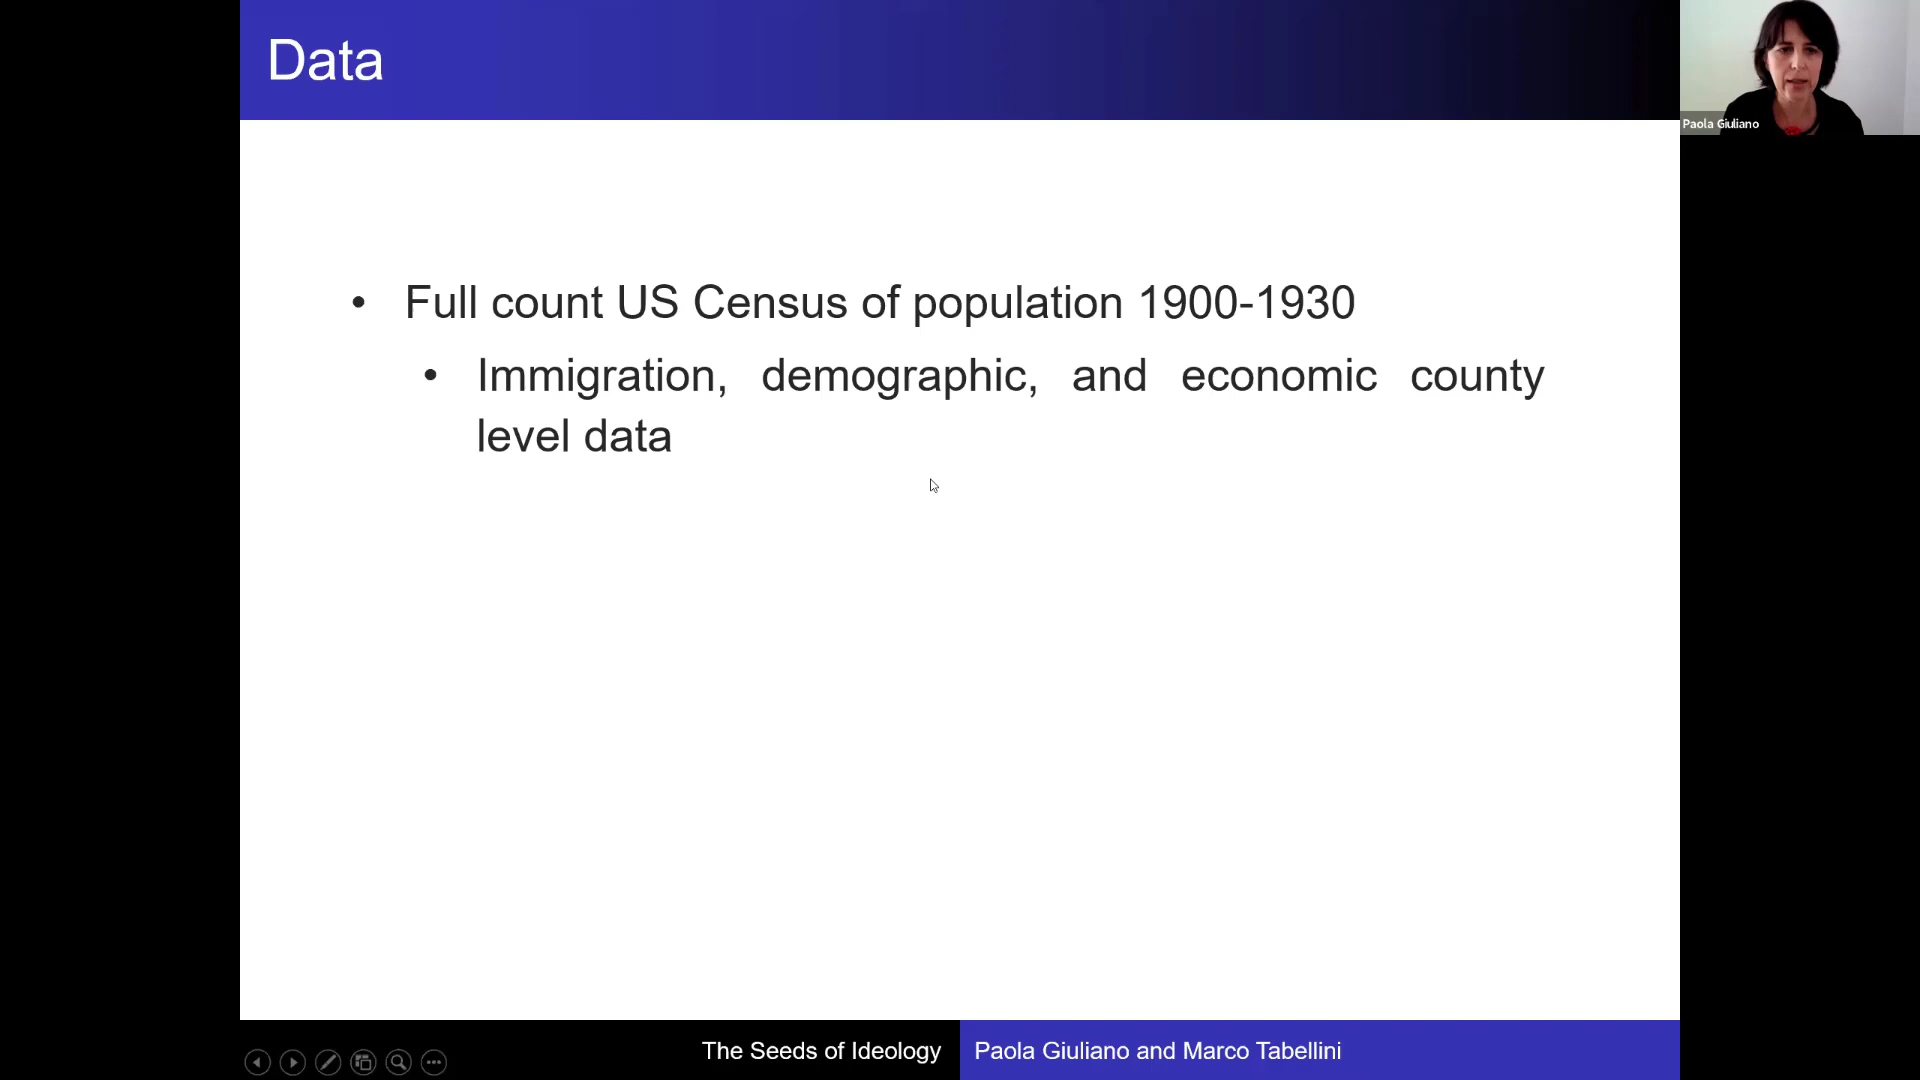 Data
Paola Giuliano
• Full count US Census of population 1900-1930
• Immigration, demographic, and economic county
level data
The Seeds of Ideology
Paola Giuliano and Marco Tabellini